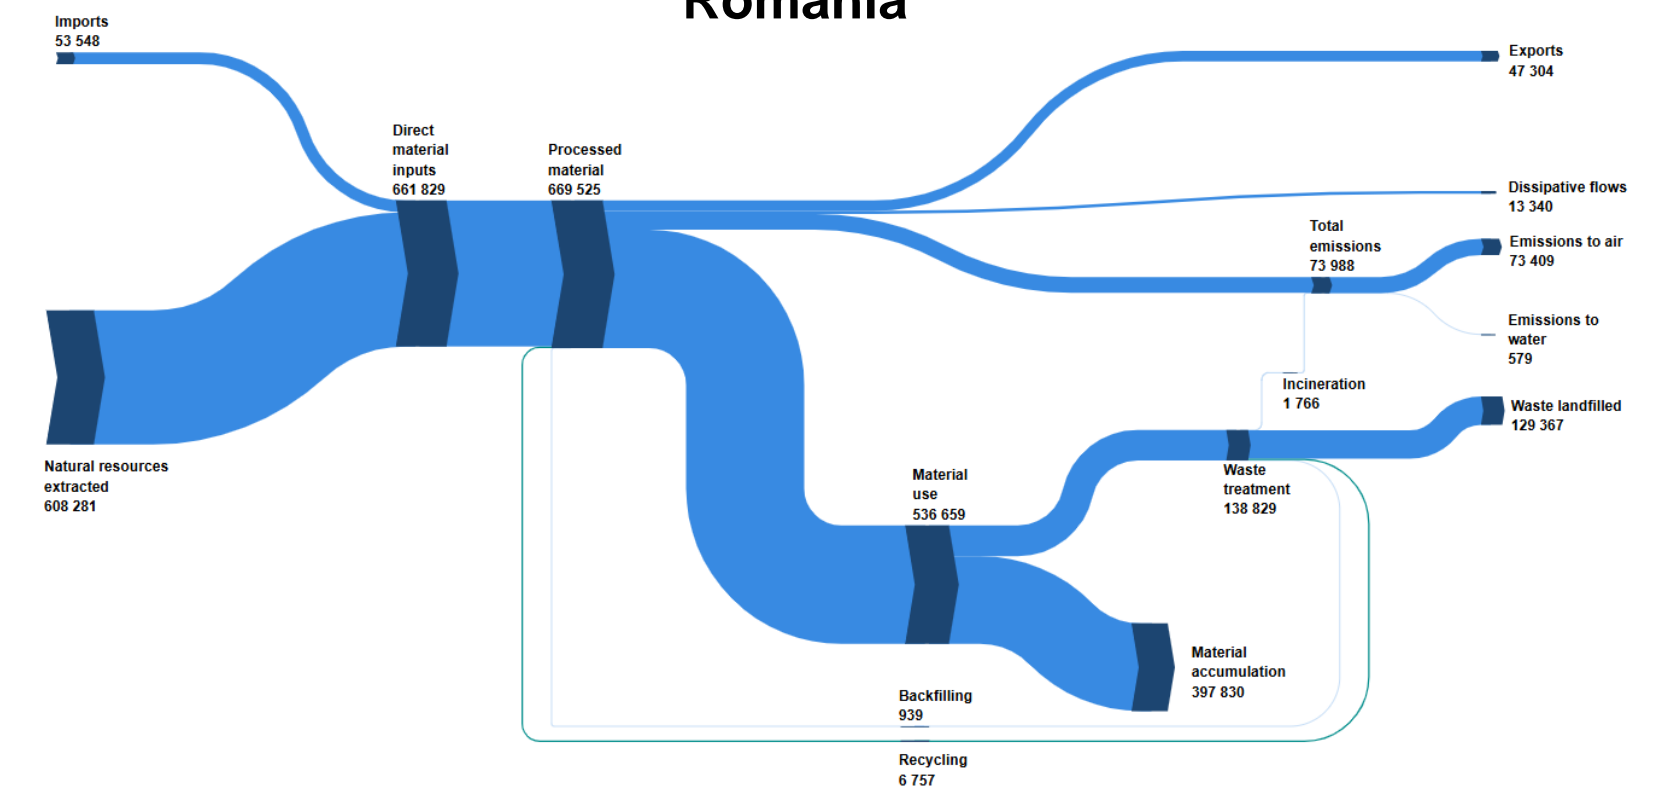 Romania
Imports
53 548
Exports
47 304
Direct
material
inputs
661 829
Processed
material
669 525
Dissipative flows
13 340
Total
emissions
73 988
Emissions to air
73 409
Emissions to
water
579
Incineration
1 766
Waste landfilled
129 367
Natural resources
extracted
608 281
Material
use
536 659
Waste
treatment
138 829
Material
accumulation
397 830
Backfilling
939
Recycling
6 757